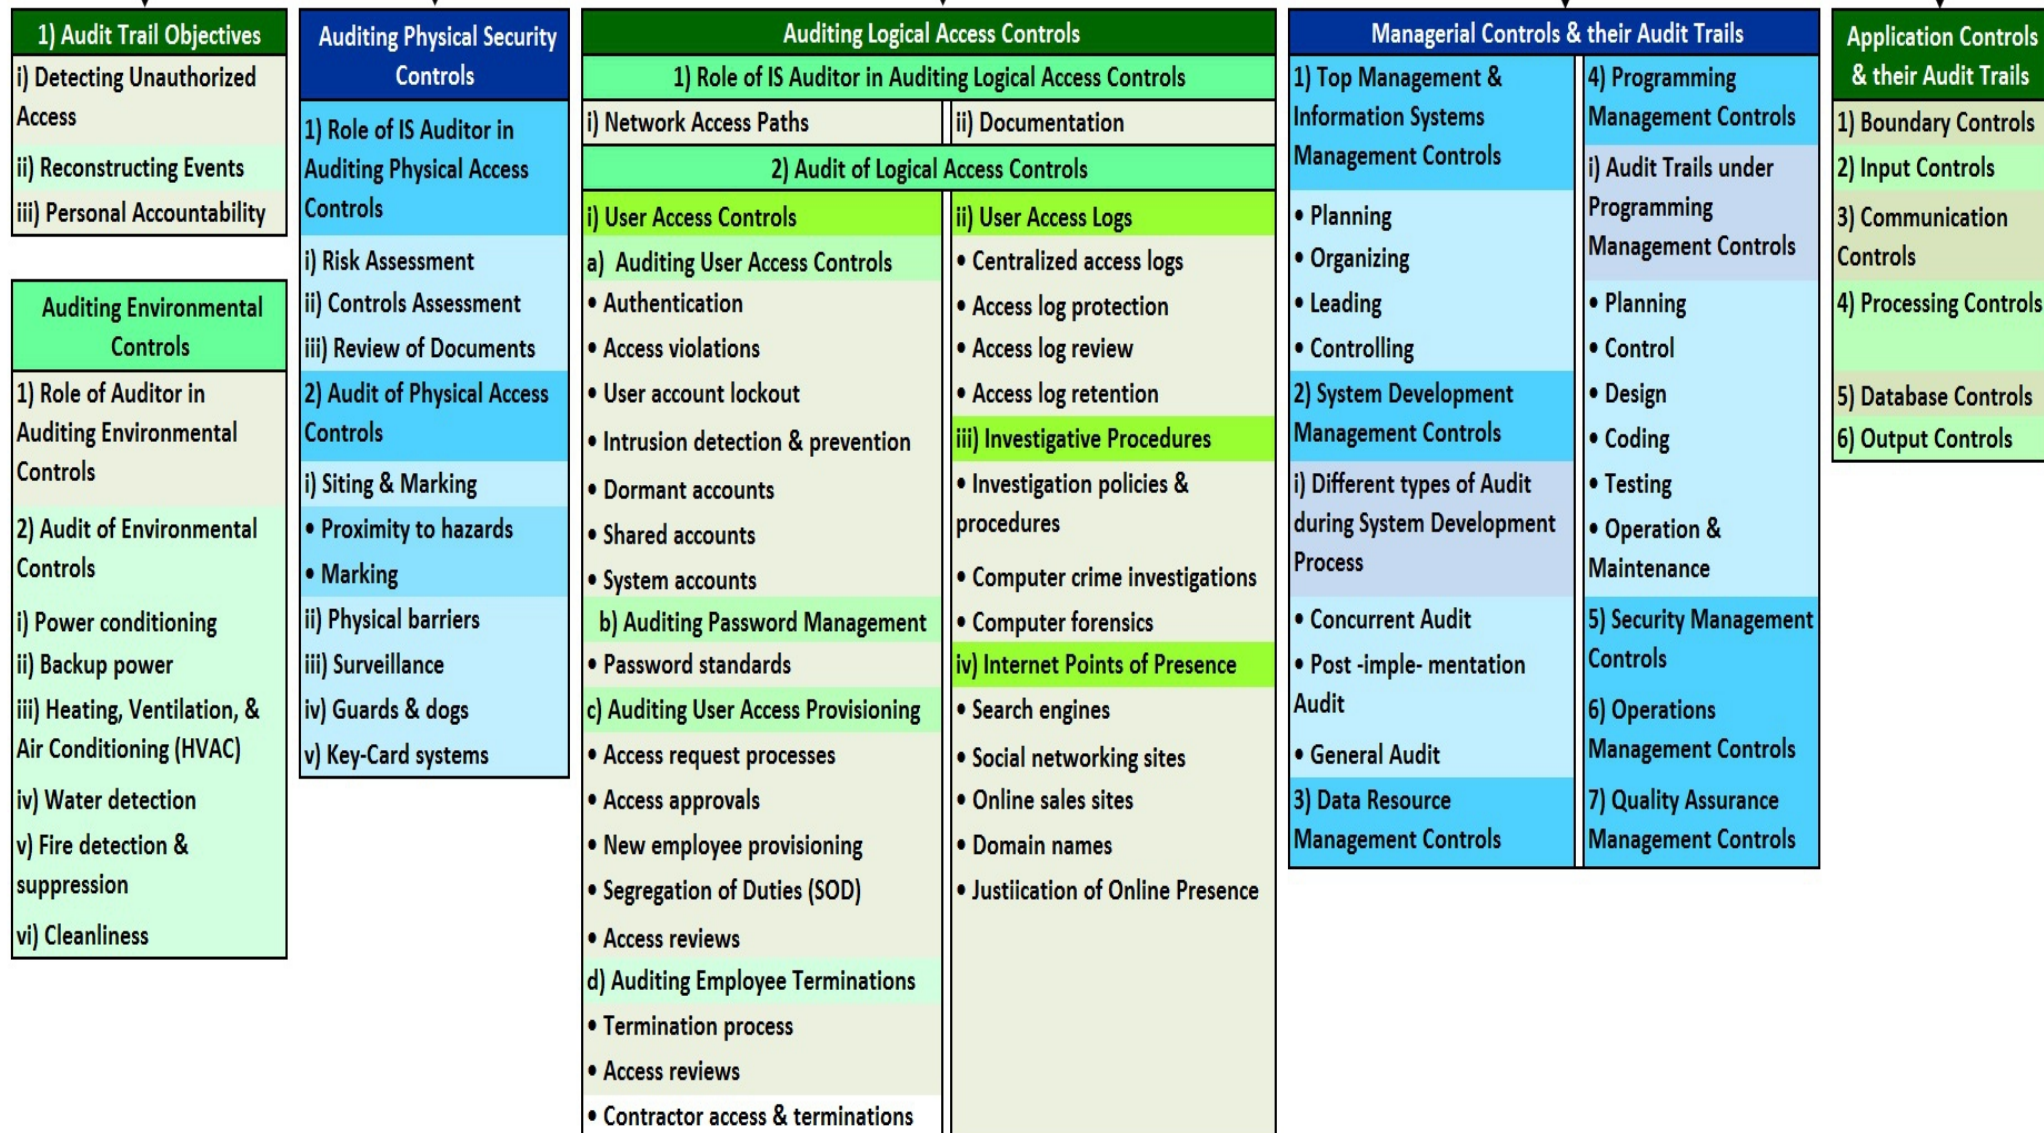 1) Audit Trail Objectives
i) Detecting Unauthorized
Access
ii) Reconstructing Events
iii) Personal Accountability
Auditing Environmental
Controls
1) Role of Auditor in
Auditing Environmental
Controls
2) Audit of Environmental
Controls
i) Power conditioning
ii) Backup power
iii) Heating, Ventilation, &
Air Conditioning (HVAC)
iv) Water detection
v) Fire detection &
suppression
vi) Cleanliness
Auditing Physical Security
Controls
1) Role of IS Auditor in
Auditing Physical Access
Controls
i) Risk Assessment
ii) Controls Assessment
iii) Review of Documents
2) Audit of Physical Access
Controls
i) Siting & Marking
• Proximity to hazards
• Marking
ii) Physical barriers
iii) Surveillance
iv) Guards & dogs
v) Key-Card systems
Auditing Logical Access Controls
1) Role of IS Auditor in Auditing Logical Access Controls
i) Network Access Paths
ii) Documentation
2) Audit of Logical Access Controls
i) User Access Controls
a) Auditing User Access Controls
• Authentication
• Access violations
• User account lockout
• Intrusion detection & prevention
• Dormant accounts
• Shared accounts
• System accounts
b) Auditing Password Management
• Password standards
c) Auditing User Access Provisioning
• Access request processes
• Access approvals
• New employee provisioning
• Segregation of Duties (SOD)
• Access reviews
d) Auditing Employee Terminations
• Termination process
• Access reviews
• Contractor access & terminations
ii) User Access Logs
• Centralized access logs
• Access log protection
• Access log review
• Access log retention
iii) Investigative Procedures
• Investigation policies &
procedures
• Computer crime investigations
• Computer forensics
iv) Internet Points of Presence
• Search engines
• Social networking sites
• Online sales sites
• Domain names
• Justiication of Online Presence
Managerial Controls & their Audit Trails
1) Top Management &
Information Systems
Management Controls
• Planning
• Organizing
• Leading
• Controlling
2) System Development
Management Controls
i) Different types of Audit
during System Development
Process
• Concurrent Audit
• Post -imple- mentation
Audit
• General Audit
3) Data Resource
Management Controls
4) Programming
Management Controls
i) Audit Trails under
Programming
Management Controls
• Planning
• Control
• Design
• Coding
• Testing
• Operation &
Maintenance
5) Security Management
Controls
6) Operations
Management Controls
7) Quality Assurance
Management Controls
Application Controls
& their Audit Trails
1) Boundary Controls
2) Input Controls
3) Communication
Controls
4) Processing Controls
5) Database Controls
6) Output Controls